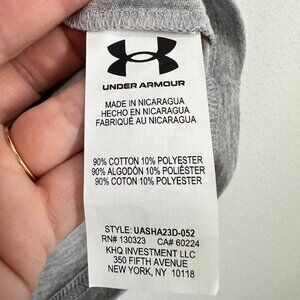 UNDER ARMOUR
MADE IN NICARAGUA
HECHO EN NICARAGUA
FABRIQUÉ AU NICARAGUA
90% COTTON 10% POLYESTER
90% ALGODÓN 10% POLIÉSTER
90% COTON 10% POLYESTER
STYLE: UASHA23D-052
RN# 130323 CA# 60224
KHQ INVESTMENT LLC
350 FIFTH AVENUE
NEW YORK, NY 10118